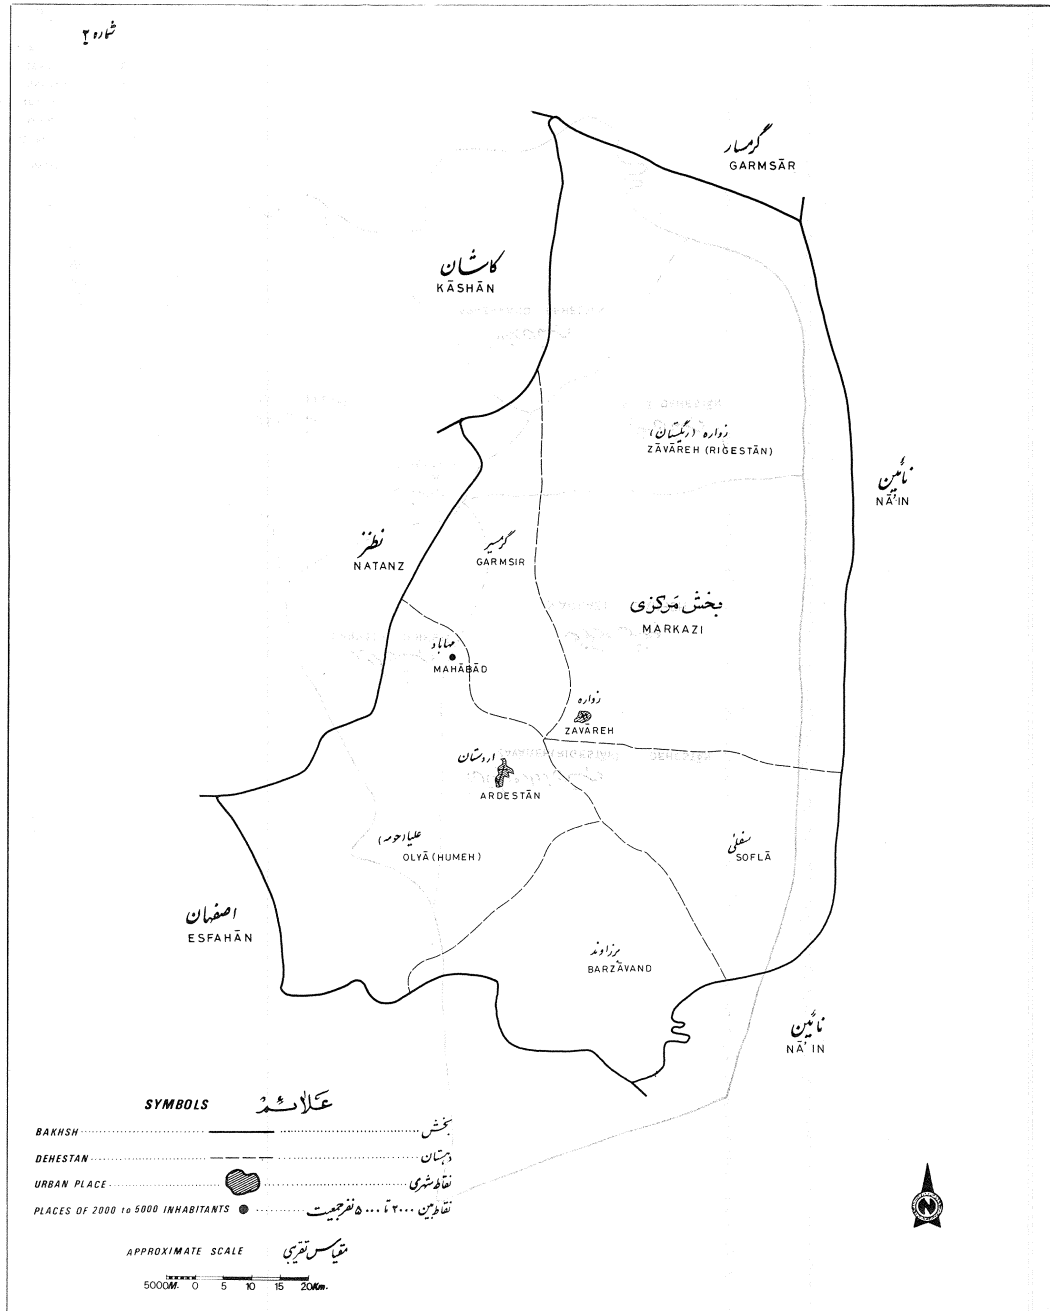 شماره ۲
گرمسار
GARMSĀR
کاشان
KĀSHĀN
زواره (ریگستان)
ZĀVĀREH (RIGESTĀN)
نائین
NĀ'IN
نطنز
NATANZ
گرمسیر
GARMSIR
بخش مرکزی
MARKAZI
مهاباد
MAHĀBĀD
زواره
ZAVĀREH
اردستان
ARDESTĀN
علیا (حومه)
OLYĀ (HUMEH)
سفلی
SOFLĀ
اصفهان
ESFAHĀN
برزاوند
BARZĀVAND
نائین
NĀ'IN
SYMBOLS علائم
BAKHSH بخش
DEHESTAN دهستان
URBAN PLACE نقاط شهری
PLACES OF 2000 to 5000 INHABITANTS نقاط بین ۲۰۰۰ تا ۵۰۰۰ نفر جمعیت
APPROXIMATE SCALE مقیاس تقریبی
5000M. 0 5 10 15 20Km.
N